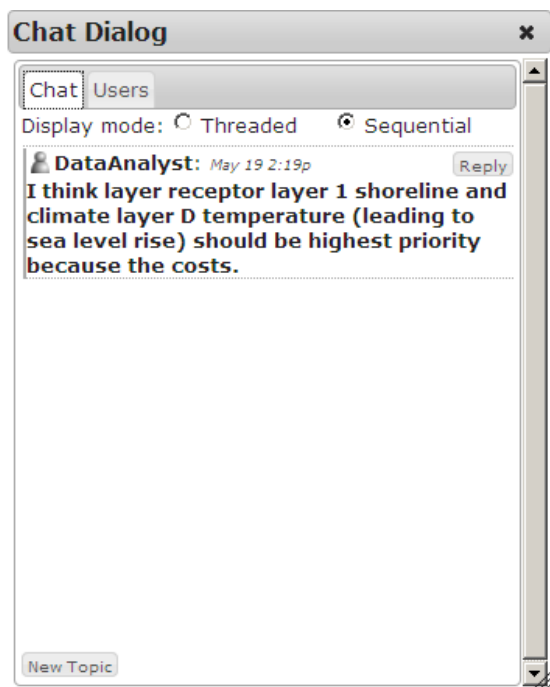 Chat Dialog
Chat Users
Display mode: Threaded Sequential
DataAnalyst: May 19 2:19p Reply
I think layer receptor layer 1 shoreline and
climate layer D temperature (leading to
sea level rise) should be highest priority
because the costs.
New Topic